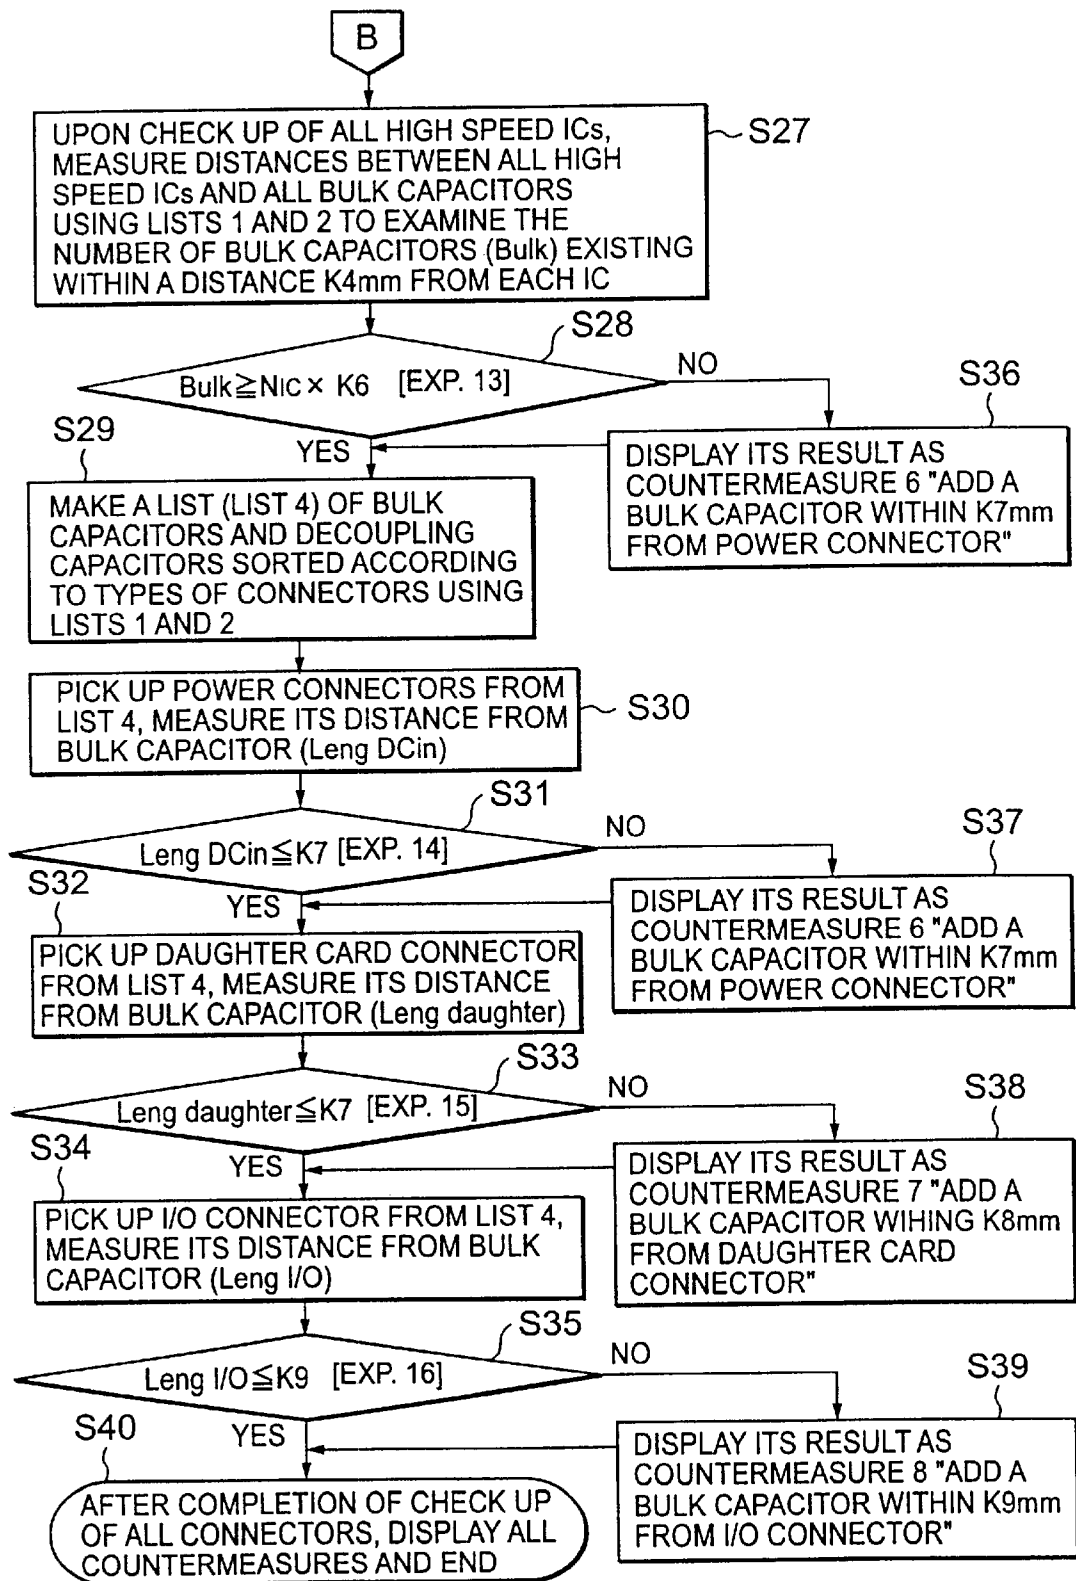 B
UPON CHECK UP OF ALL HIGH SPEED ICs,
MEASURE DISTANCES BETWEEN ALL HIGH
SPEED ICs AND ALL BULK CAPACITORS
USING LISTS 1 AND 2 TO EXAMINE THE
NUMBER OF BULK CAPACITORS (Bulk) EXISTING
WITHIN A DISTANCE K4mm FROM EACH IC
S27
S28
Bulk≧NIC× K6 [EXP. 13]
NO
YES
S36
DISPLAY ITS RESULT AS
COUNTERMEASURE 6 "ADD A
BULK CAPACITOR WITHIN K7mm
FROM POWER CONNECTOR"
S29
MAKE A LIST (LIST 4) OF BULK
CAPACITORS AND DECOUPLING
CAPACITORS SORTED ACCORDING
TO TYPES OF CONNECTORS USING
LISTS 1 AND 2
PICK UP POWER CONNECTORS FROM
LIST 4, MEASURE ITS DISTANCE FROM
BULK CAPACITOR (Leng DCin)
S30
S31
Leng DCin≦K7 [EXP. 14]
NO
YES
S37
DISPLAY ITS RESULT AS
COUNTERMEASURE 6 "ADD A
BULK CAPACITOR WITHIN K7mm
FROM POWER CONNECTOR"
S32
PICK UP DAUGHTER CARD CONNECTOR
FROM LIST 4, MEASURE ITS DISTANCE
FROM BULK CAPACITOR (Leng daughter)
S33
Leng daughter≦K7 [EXP. 15]
NO
YES
S38
DISPLAY ITS RESULT AS
COUNTERMEASURE 7 "ADD A
BULK CAPACITOR WIHING K8mm
FROM DAUGHTER CARD
CONNECTOR"
S34
PICK UP I/O CONNECTOR FROM LIST 4,
MEASURE ITS DISTANCE FROM BULK
CAPACITOR (Leng I/O)
S35
Leng I/O≦K9 [EXP. 16]
NO
YES
S39
DISPLAY ITS RESULT AS
COUNTERMEASURE 8 "ADD A
BULK CAPACITOR WITHIN K9mm
FROM I/O CONNECTOR"
S40
AFTER COMPLETION OF CHECK UP
OF ALL CONNECTORS, DISPLAY ALL
COUNTERMEASURES AND END